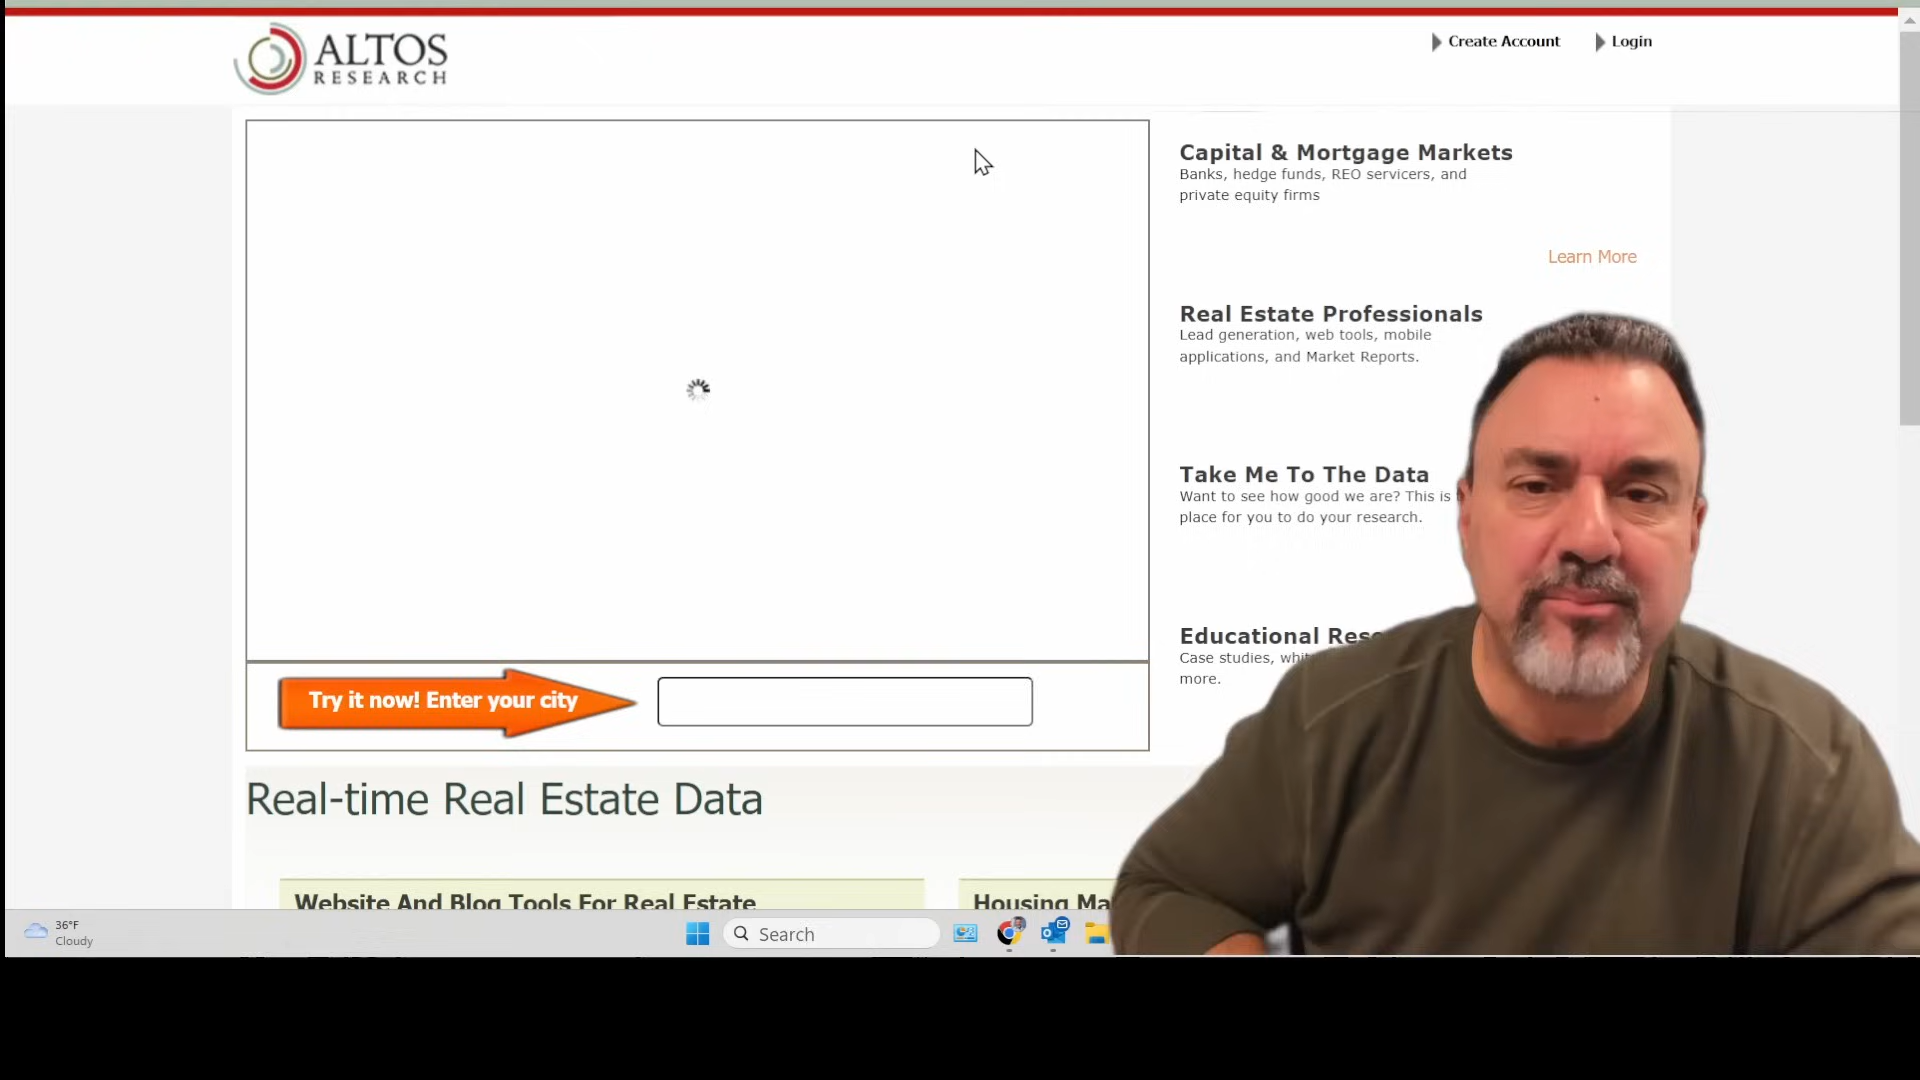 ALTOS
RESEARCH
Create Account
Login
Capital & Mortgage Markets
Banks, hedge funds, REO servicers, and
private equity firms
Learn More
Real Estate Professionals
Lead generation, web tools, mobile
applications, and Market Reports.
Take Me To The Data
Want to see how good we are? This is
place for you to do your research.
Educational
Case studies,
more.
Try it now! Enter your city
Real-time Real Estate Data
Website And Blog Tools For Real Estate
Housing
36°F
Cloudy
Search